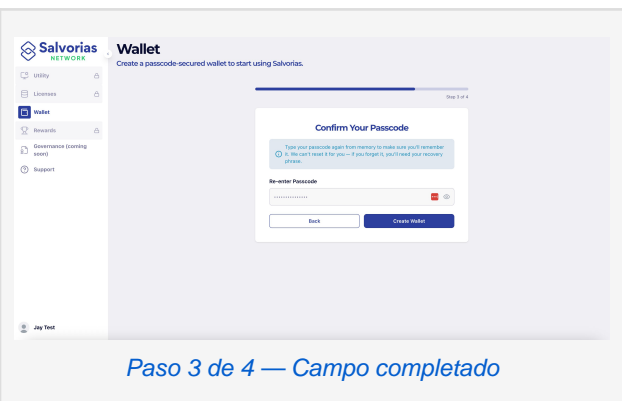 Salvorias
NETWORK
Utility
Licenses
Wallet
Rewards
Governance (coming
soon)
Support
Jay Test
Wallet
Create a passcode-secured wallet to start using Salvorias.
Step 3 of 4
Confirm Your Passcode
Type your passcode again from memory to make sure you'll remember
it. We can't reset it for you — if you forget it, you'll need your recovery
phrase.
Re-enter Passcode
Back
Create Wallet
Paso 3 de 4 — Campo completado